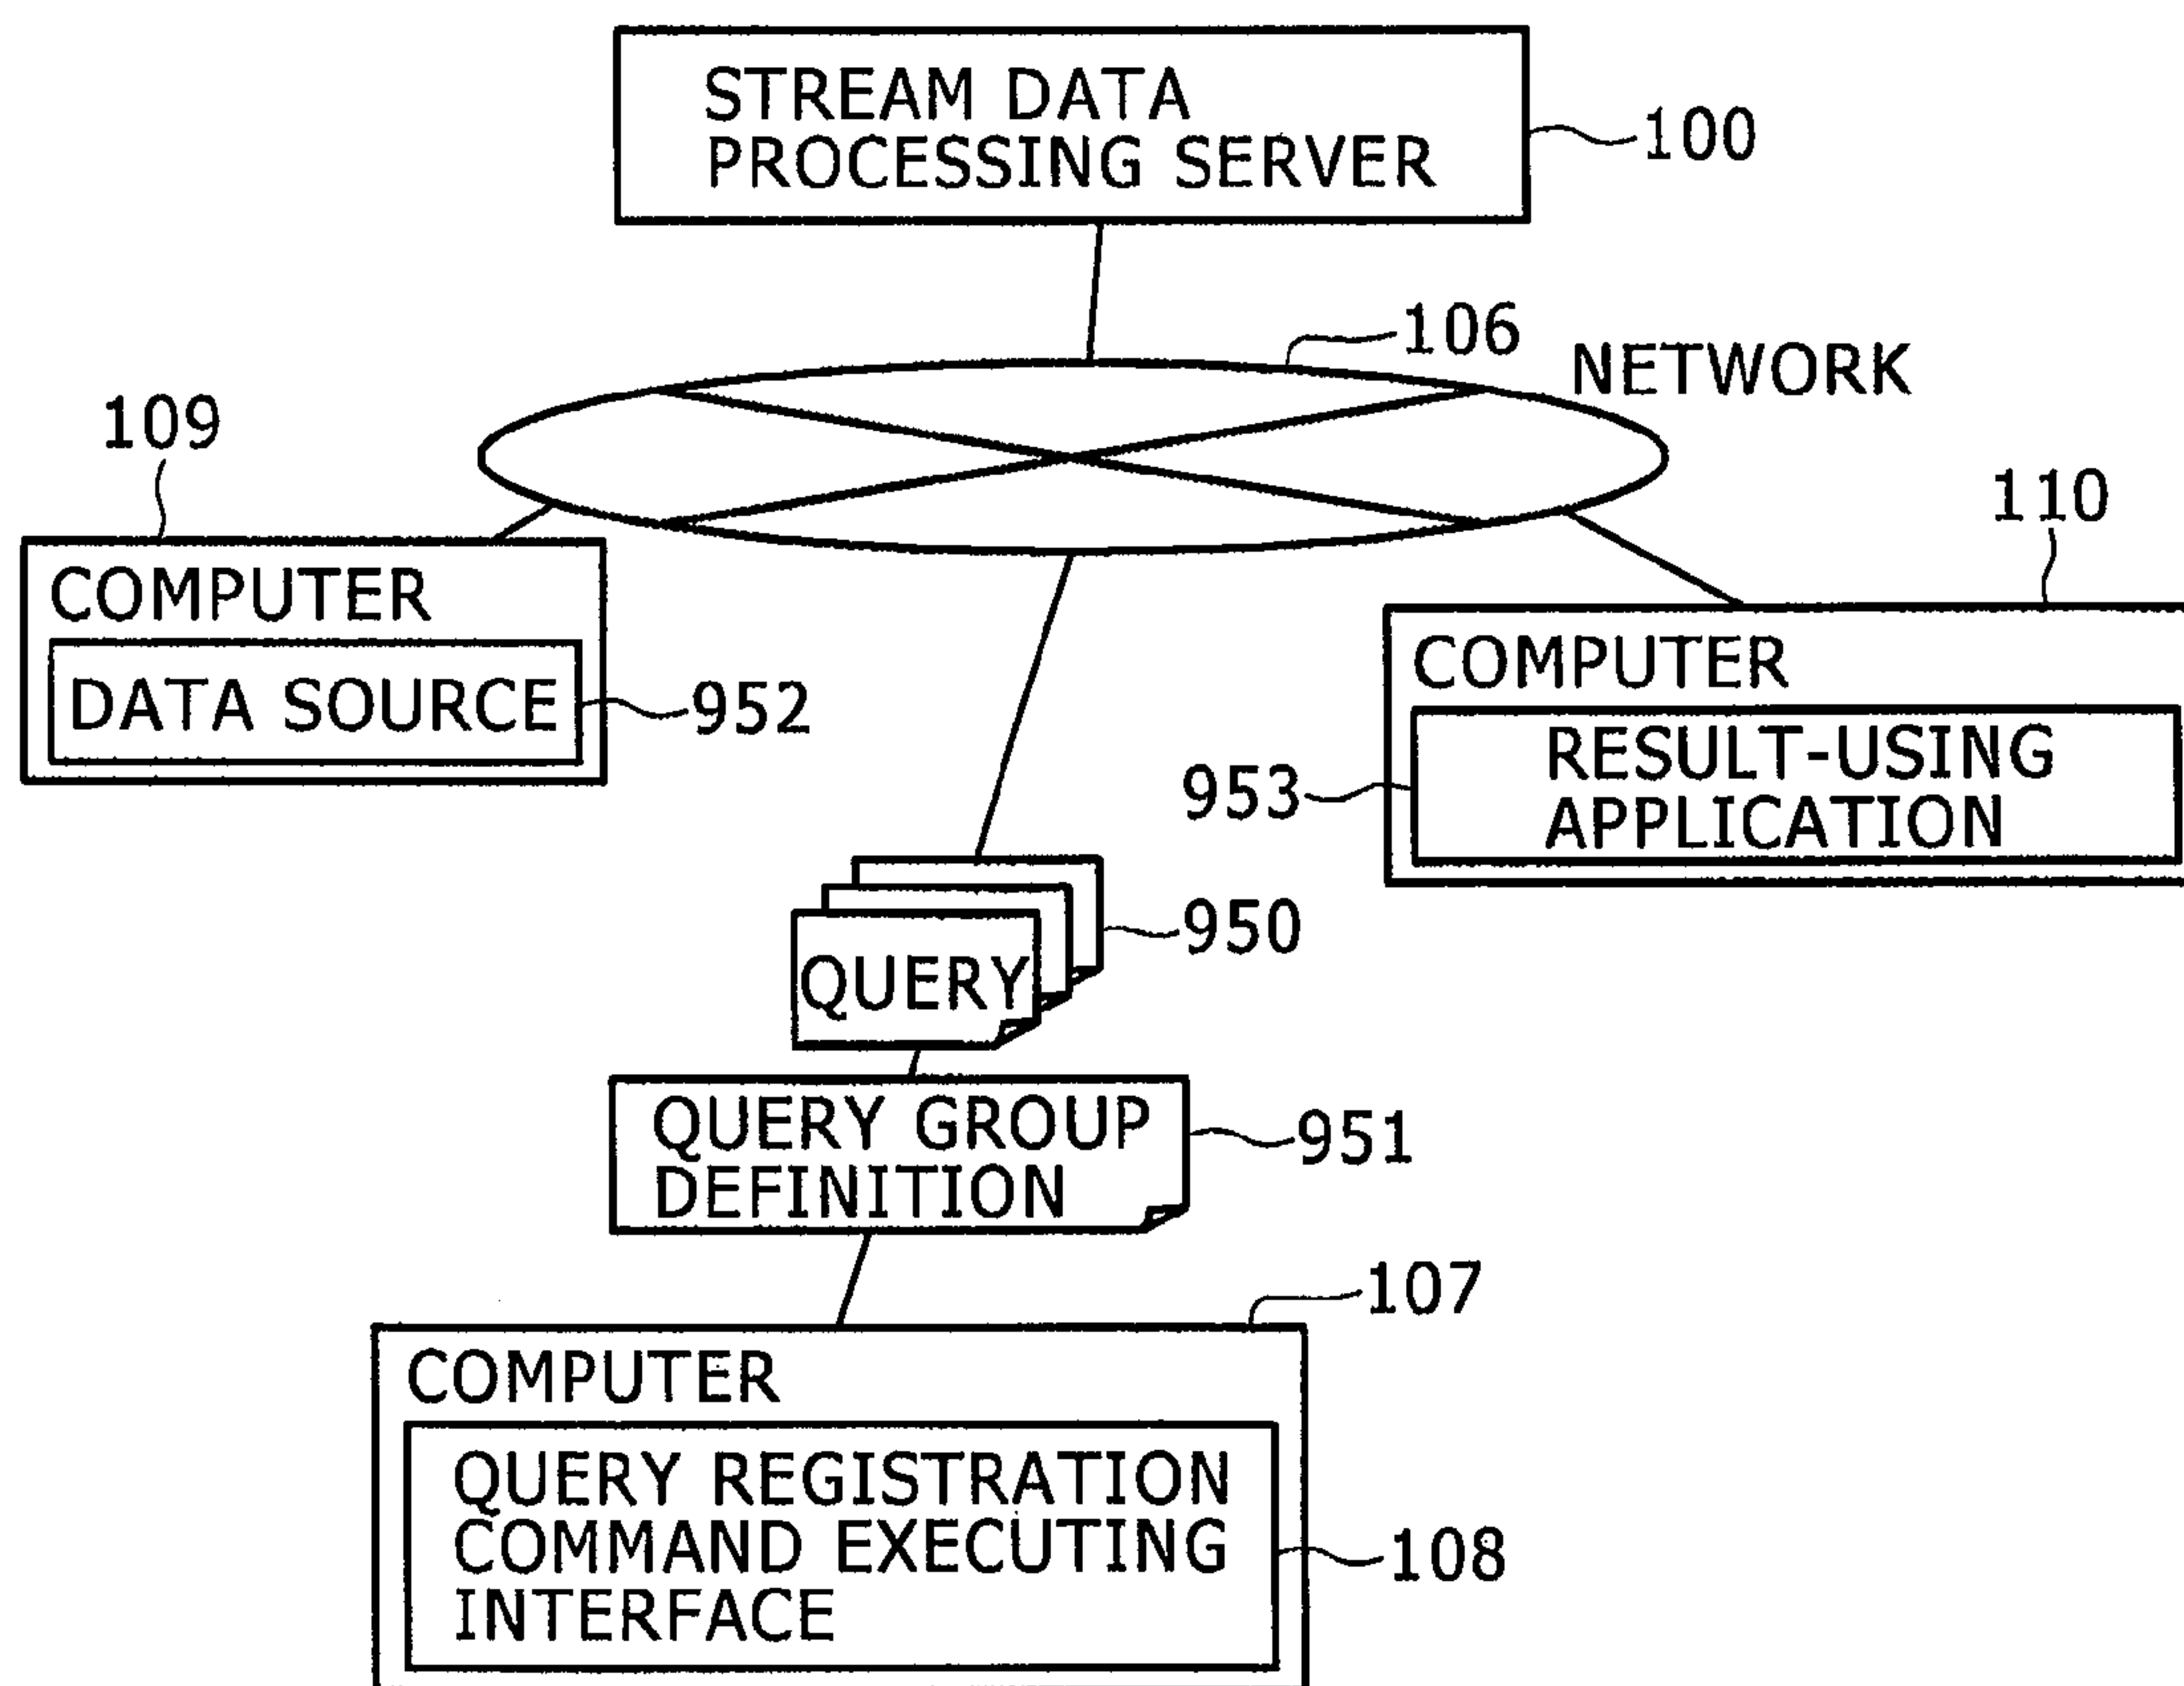 STREAM DATA
PROCESSING SERVER
100
106
NETWORK
109
110
COMPUTER
DATA SOURCE
952
COMPUTER
RESULT-USING
APPLICATION
953
950
QUERY
QUERY GROUP
DEFINITION
951
107
COMPUTER
QUERY REGISTRATION
COMMAND EXECUTING
INTERFACE
108